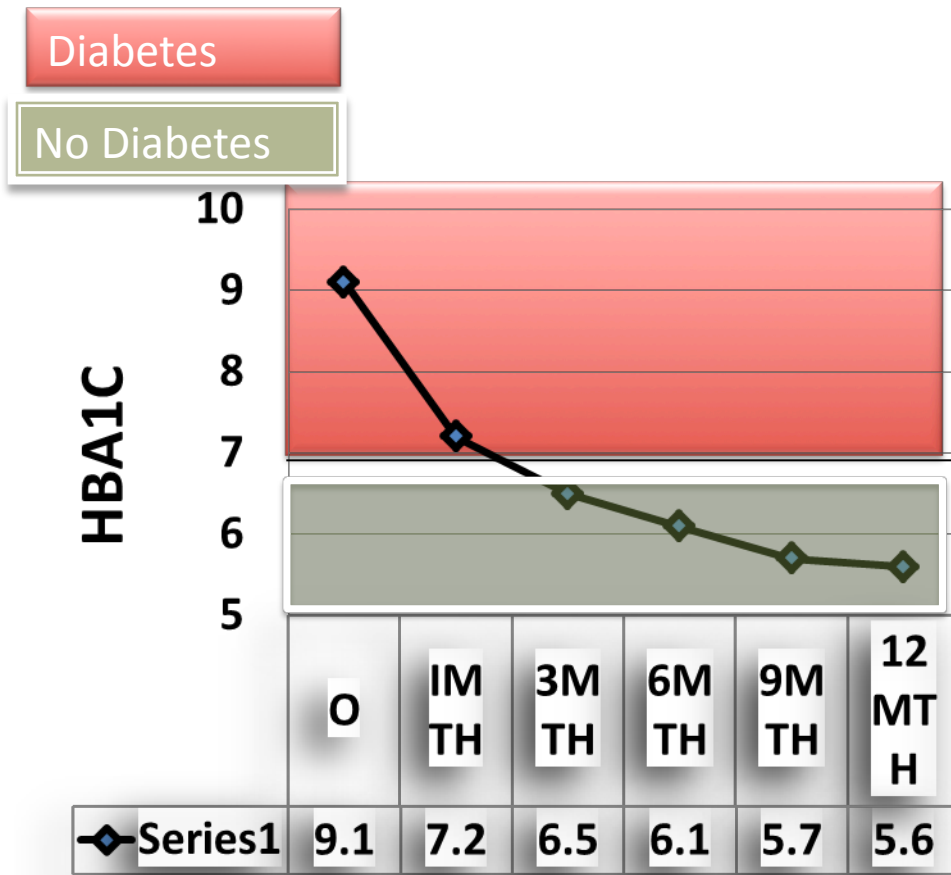 Diabetes
No Diabetes
10
9
8
7
6
5
HBA1C
O
IM
TH
3M
TH
6M
TH
9M
TH
12
MT
H
Series1 9.1 7.2 6.5 6.1 5.7 5.6